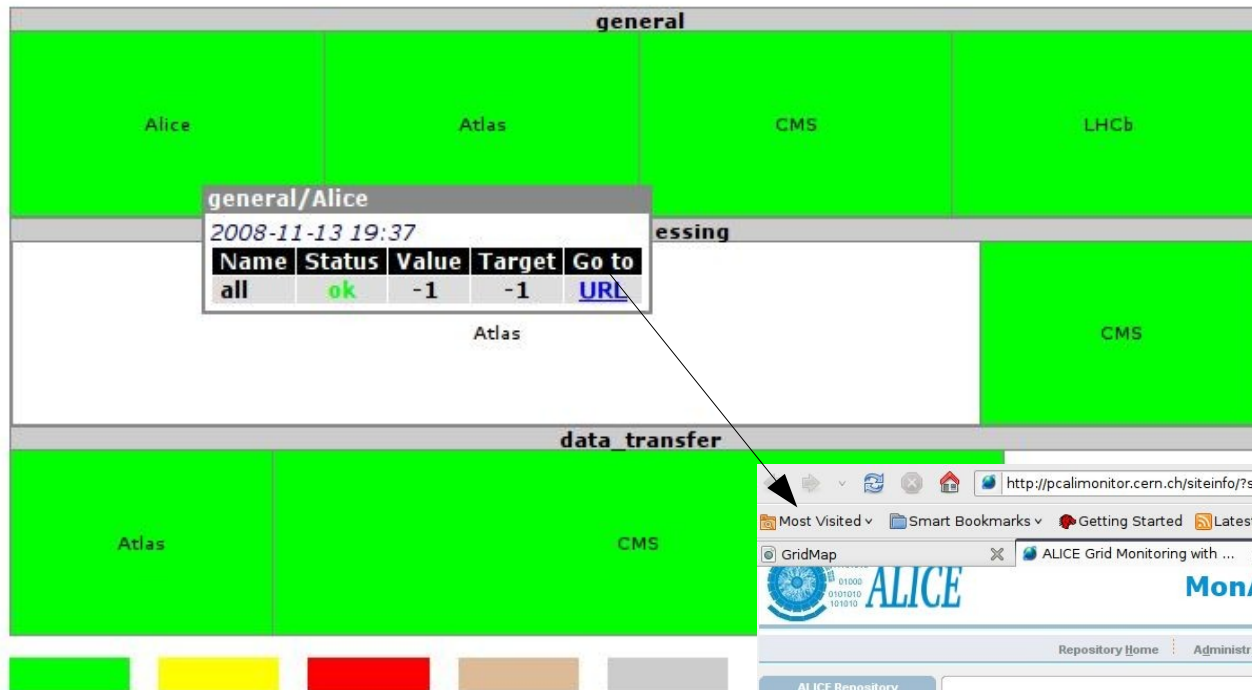 general
Alice Atlas CMS LHCb
general/Alice
2008-11-13 19:37
essing
Name Status Value Target Go to
all ok -1 -1 URL
Atlas CMS
data_transfer
Atlas CMS
http://pcalimonitor.cern.ch/siteinfo/?s
Most Visited Smart Bookmarks Getting Started Latest
GridMap ALICE Grid Monitoring with ...
01000
0101010
101010
ALICE MonA
Repository Home Administr
ALICE Repository